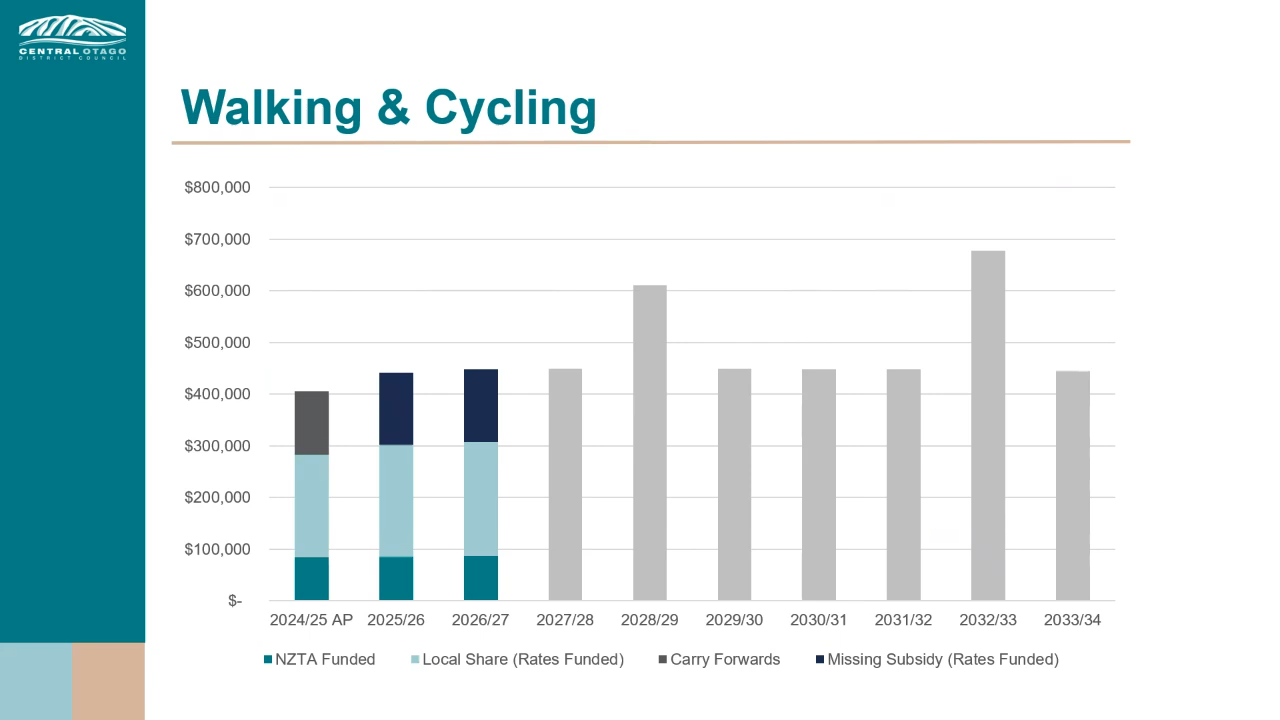 CENTRAL OTAGO
DISTRICT COUNCIL
Walking & Cycling
$800,000
$700,000
$600,000
$500,000
$400,000
$300,000
$200,000
$100,000
$-
2024/25 AP 2025/26 2026/27 2027/28 2028/29 2029/30 2030/31 2031/32 2032/33 2033/34
NZTA Funded Local Share (Rates Funded) Carry Forwards Missing Subsidy (Rates Funded)